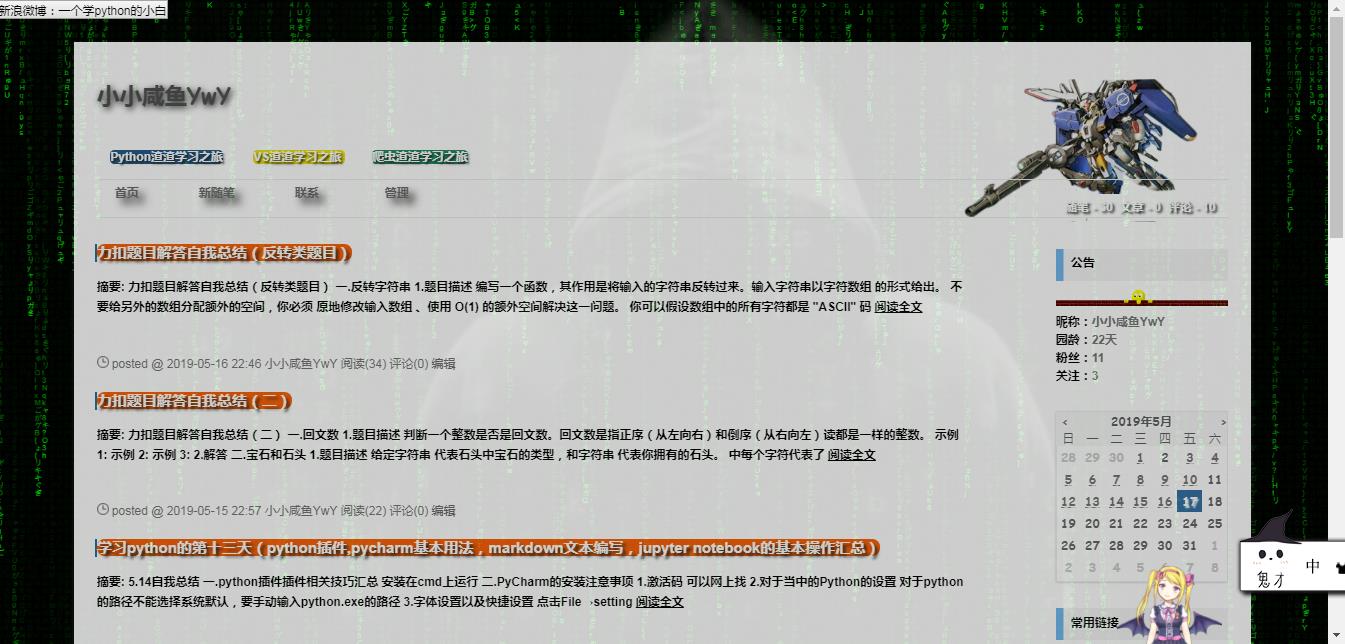 新浪微博：一个学python的小白
小小咸鱼YwY
Python渣渣学习之旅 VS渣渣学习之旅 爬虫渣渣学习之旅
首页 新随笔 联系 管理
随笔 - 30 文章 - 0 评论 - 10
力扣题目解答自我总结（反转类题目）
摘要: 力扣题目解答自我总结（反转类题目） 一.反转字符串 1.题目描述 编写一个函数，其作用是将输入的字符串反转过来。输入字符串以字符数组 的形式给出。 不
要给另外的数组分配额外的空间，你必须 原地修改输入数组 、使用 O(1) 的额外空间解决这一问题。 你可以假设数组中的所有字符都是 "ASCII" 码 阅读全文
posted @ 2019-05-16 22:46 小小咸鱼YwY 阅读(34) 评论(0) 编辑
力扣题目解答自我总结（二）
摘要: 力扣题目解答自我总结（二） 一.回文数 1.题目描述 判断一个整数是否是回文数。回文数是指正序（从左向右）和倒序（从右向左）读都是一样的整数。 示例
1: 示例 2: 示例 3: 2.解答 二.宝石和石头 1.题目描述 给定字符串 代表石头中宝石的类型，和字符串 代表你拥有的石头。 中每个字符代表了 阅读全文
posted @ 2019-05-15 22:57 小小咸鱼YwY 阅读(22) 评论(0) 编辑
学习python的第十三天（python插件,pycharm基本用法，markdown文本编写，jupyter notebook的基本操作汇总）
摘要: 5.14自我总结 一.python插件插件相关技巧汇总 安装在cmd上运行 二.PyCharm的安装注意事项 1.激活码 可以网上找 2.对于当中的Python的设置 对于python
的路径不能选择系统默认，要手动输入python.exe的路径 3.字体设置以及快捷设置 点击File →setting 阅读全文
公告
昵称：小小咸鱼YwY
园龄：22天
粉丝：11
关注：3
< 2019年5月 >
日 一 二 三 四 五 六
28 29 30 1 2 3 4
5 6 7 8 9 10 11
12 13 14 15 16 17 18
19 20 21 22 23 24 25
26 27 28 29 30 31 1
2 3 4 5 7 8
常用链接
鬼才 中